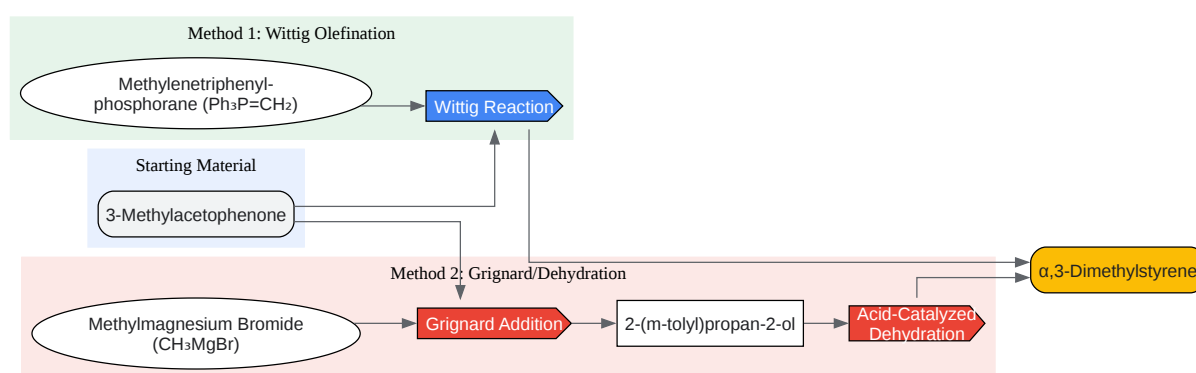 Method 1: Wittig Olefination
Methylenetriphenyl-
phosphorane (Ph₃P=CH₂)
Wittig Reaction
Starting Material
3-Methylacetophenone
Method 2: Grignard/Dehydration
Methylmagnesium Bromide
(CH₃MgBr)
Grignard Addition
2-(m-tolyl)propan-2-ol
Acid-Catalyzed
Dehydration
α,3-Dimethylstyrene